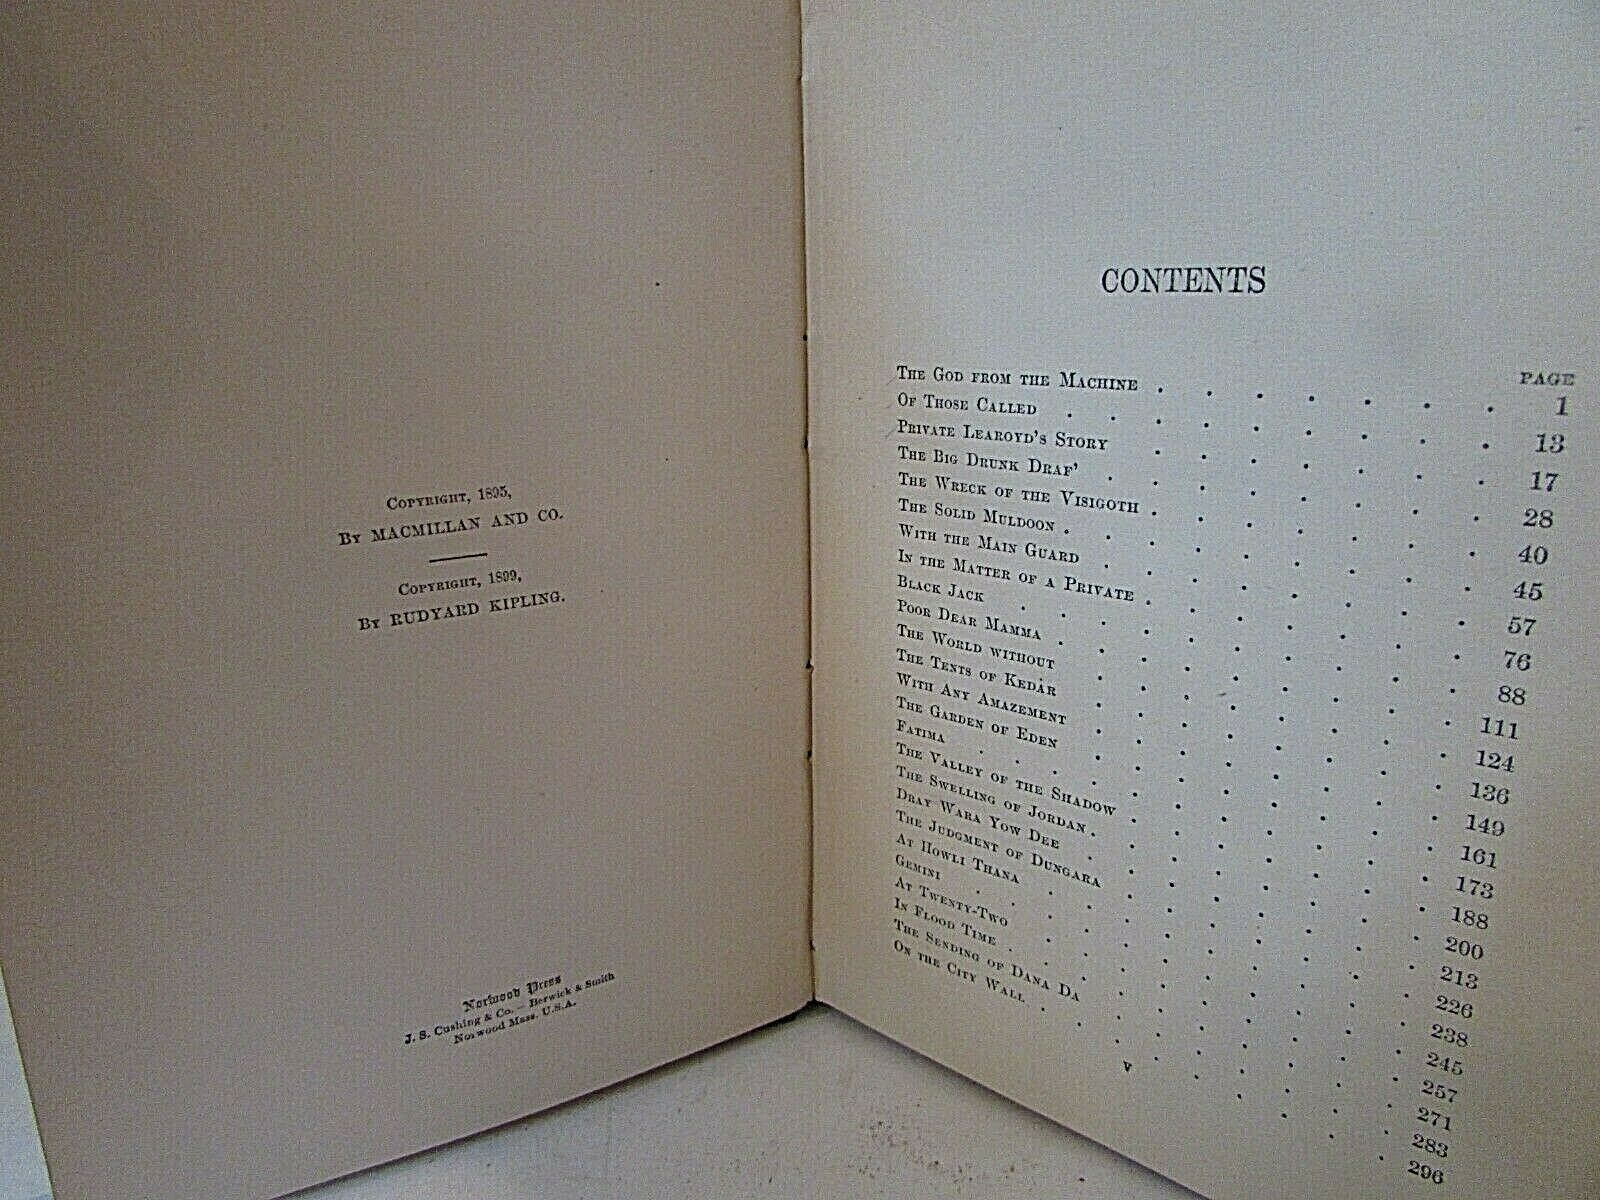 COPYRIGHT, 1895,
BY MACMILLAN AND CO.
COPYRIGHT, 1899,
BY RUDYARD KIPLING.
Norwood Press
J. S. Cushing & Co. — Berwick & Smith
Norwood Mass. U.S.A.
CONTENTS
PAGE
THE GOD FROM THE MACHINE . . . . . . . 1
OF THOSE CALLED . . . . . . . 13
PRIVATE LEAROYD'S STORY . . . . . . . 17
THE BIG DRUNK DRAF' . . . . . . . 28
THE WRECK OF THE VISIGOTH . . . . . . . 40
THE SOLID MULDOON . . . . . . . 45
WITH THE MAIN GUARD . . . . . . . 57
IN THE MATTER OF A PRIVATE . . . . . . . 76
BLACK JACK . . . . . . . 88
POOR DEAR MAMMA . . . . . . . 111
THE WORLD WITHOUT . . . . . . . 124
THE TENTS OF KEDAR . . . . . . . 136
WITH ANY AMAZEMENT . . . . . . . 149
THE GARDEN OF EDEN . . . . . . . 161
FATIMA . . . . . . . 173
THE VALLEY OF THE SHADOW . . . . . . . 188
THE SWELLING OF JORDAN . . . . . . . 200
DRAY WARA YOW DEE . . . . . . . 213
THE JUDGMENT OF DUNGARA . . . . . . . 226
AT HOWLI THANA . . . . . . . 238
GEMINI . . . . . . . 245
AT TWENTY-TWO . . . . . . . 257
IN FLOOD TIME . . . . . . . 271
THE SENDING OF DANA DA . . . . . . . 283
ON THE CITY WALL . . . . . . . 296
v